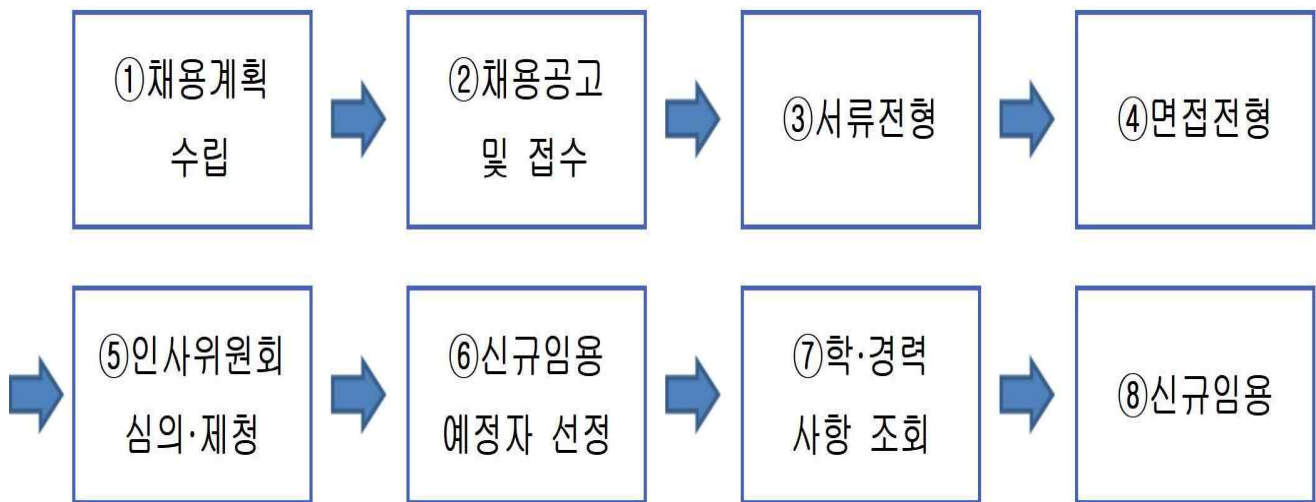 ①채용계획
수립
②채용공고
및 접수
③서류전형
④면접전형
⑤인사위원회
심의·제청
⑥신규임용
예정자 선정
⑦학·경력
사항 조회
⑧신규임용